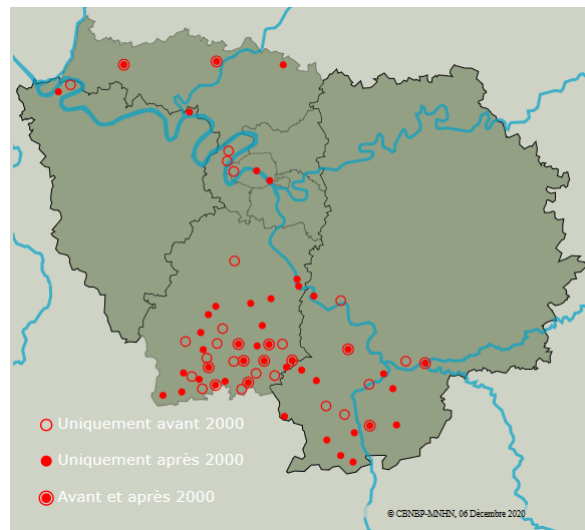 Uniquement avant 2000
Uniquement après 2000
Avant et après 2000
© CBNBP-MNHN, 06 Décembre 2020